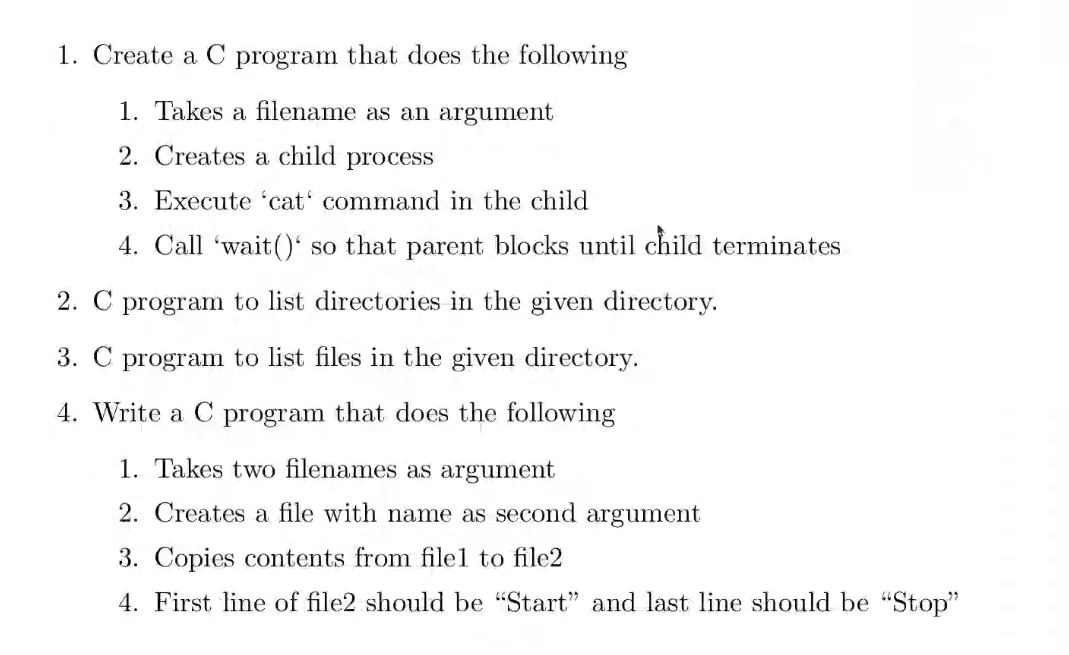 1. Create a C program that does the following
1. Takes a filename as an argument
2. Creates a child process
3. Execute ‘cat‘ command in the child
4. Call ‘wait()‘ so that parent blocks until child terminates
2. C program to list directories in the given directory.
3. C program to list files in the given directory.
4. Write a C program that does the following
1. Takes two filenames as argument
2. Creates a file with name as second argument
3. Copies contents from file1 to file2
4. First line of file2 should be “Start” and last line should be “Stop”